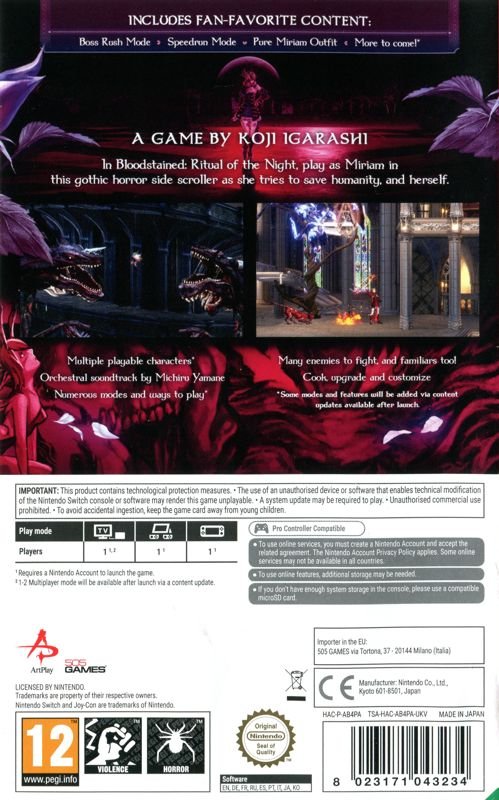 INCLUDES FAN-FAVORITE CONTENT:
Boss Rush Mode Speedrun Mode Pure Miriam Outfit More to come!*
A GAME BY KOJI IGARASHI
In Bloodstained: Ritual of the Night, play as Miriam in
this gothic horror side scroller as she tries to save humanity, and herself.
Multiple playable characters*
Orchestral soundtrack by Michiru Yamane
Numerous modes and ways to play*
Many enemies to fight, and familiars too!
Cook, upgrade and customize
*Some modes and features will be added via content
updates available after launch.
IMPORTANT: This product contains technological protection measures. • The use of an unauthorised device or software that enables technical modification
of the Nintendo Switch console or software may render this game unplayable. • A system update may be required to play. • Unauthorised commercial use
prohibited. • To avoid accidental ingestion, keep the game card away from young children.
Play mode TV
Players 1 1, 2 1 1 1 1
1 Requires a Nintendo Account to launch the game.
2 1-2 Multiplayer mode will be available after launch via a content update.
Pro Controller Compatible
• To use online services, you must create a Nintendo Account and accept the
related agreement. The Nintendo Account Privacy Policy applies. Some online
services may not be available in all countries.
• To use online features, additional storage may be needed.
• If you don't have enough system storage in the console, please use a compatible
microSD card.
ArtPlay
505 GAMES
LICENSED BY NINTENDO.
Trademarks are property of their respective owners.
Nintendo Switch and Joy-Con are trademarks of Nintendo.
Importer in the EU:
505 GAMES via Tortona, 37 - 20144 Milano (Italia)
CE
Manufacturer: Nintendo Co., Ltd.,
Kyoto 601-8501, Japan
HAC-P-AB4PA TSA-HAC-AB4PA-UKV MADE IN JAPAN
12
www.pegi.info
VIOLENCE
HORROR
Original
Nintendo
Seal of
Quality
Software
EN, DE, FR, RU, ES, PT, IT, JA, KO
8 023171 043234